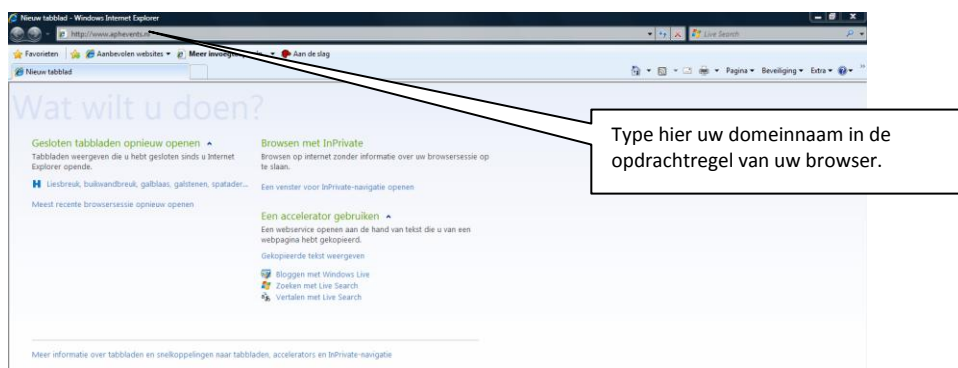 Nieuw tabblad - Windows Internet Explorer
http://www.aphevents.nl
Live Search
Favorieten Aanbevolen websites Meer
Aan de slag
Nieuw tabblad
Pagina Beveiliging Extra
Wat wilt u doen?
Gesloten tabbladen opnieuw openen
Tabbladen weergeven die u hebt gesloten sinds u Internet
Explorer opende.
Liesbreuk, buikwandbreuk, galblaas, galstenen, spatader...
Meest recente browsersessie opnieuw openen
Browsen met InPrivate
Browsen op internet zonder informatie over uw browsersessie op
te slaan.
Een venster voor InPrivate-navigatie openen
Een accelerator gebruiken
Een webservice openen aan de hand van tekst die u van een
webpagina hebt gekopieerd.
Gekopieerde tekst weergeven
Bloggen met Windows Live
Zoeken met Live Search
Vertalen met Live Search
Meer informatie over tabbladen en snelkoppelingen naar tabbladen, accelerators en InPrivate-navigatie
Type hier uw domeinnaam in de
opdrachtregel van uw browser.